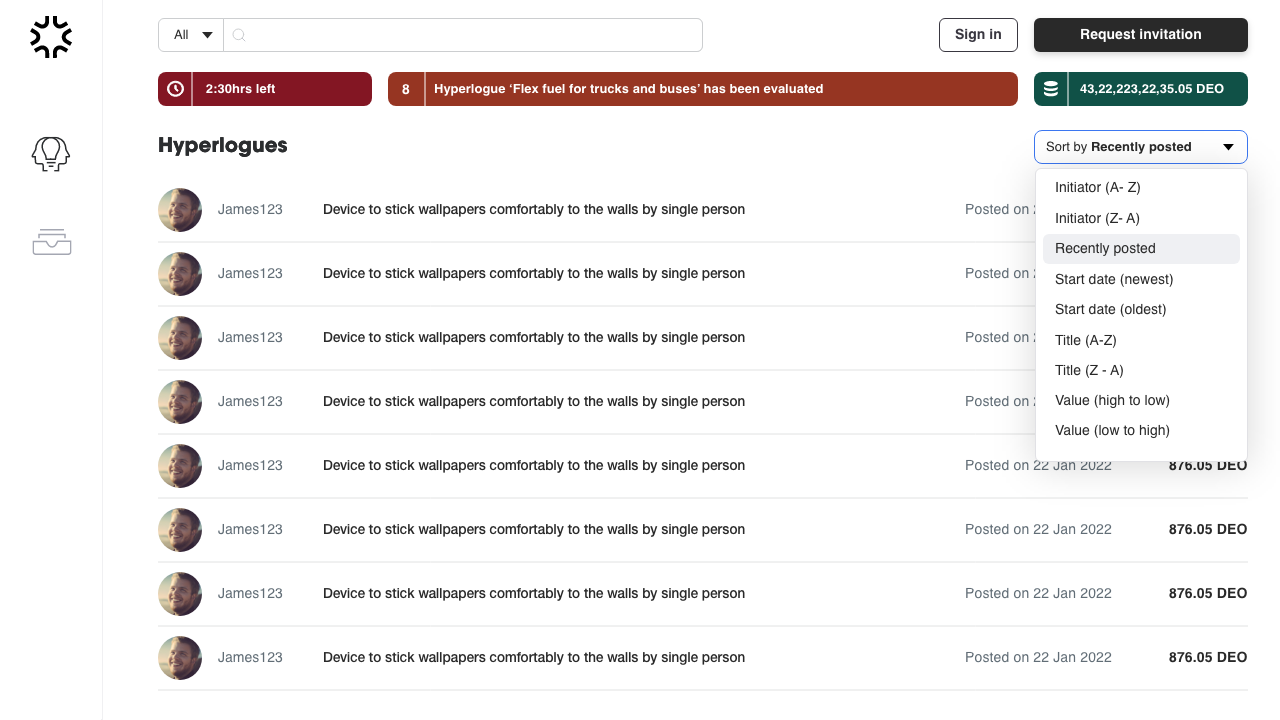 All
Sign in
Request invitation
2:30hrs left
8
Hyperlogue ‘Flex fuel for trucks and buses’ has been evaluated
43,22,223,22,35.05 DEO
Hyperlogues
Sort by Recently posted
Initiator (A- Z)
Initiator (Z- A)
Recently posted
Start date (newest)
Start date (oldest)
Title (A-Z)
Title (Z - A)
Value (high to low)
Value (low to high)
James123 Device to stick wallpapers comfortably to the walls by single person Posted on
James123 Device to stick wallpapers comfortably to the walls by single person Posted on
James123 Device to stick wallpapers comfortably to the walls by single person Posted on
James123 Device to stick wallpapers comfortably to the walls by single person Posted on
James123 Device to stick wallpapers comfortably to the walls by single person Posted on 22 Jan 2022 876.05 DEO
James123 Device to stick wallpapers comfortably to the walls by single person Posted on 22 Jan 2022 876.05 DEO
James123 Device to stick wallpapers comfortably to the walls by single person Posted on 22 Jan 2022 876.05 DEO
James123 Device to stick wallpapers comfortably to the walls by single person Posted on 22 Jan 2022 876.05 DEO